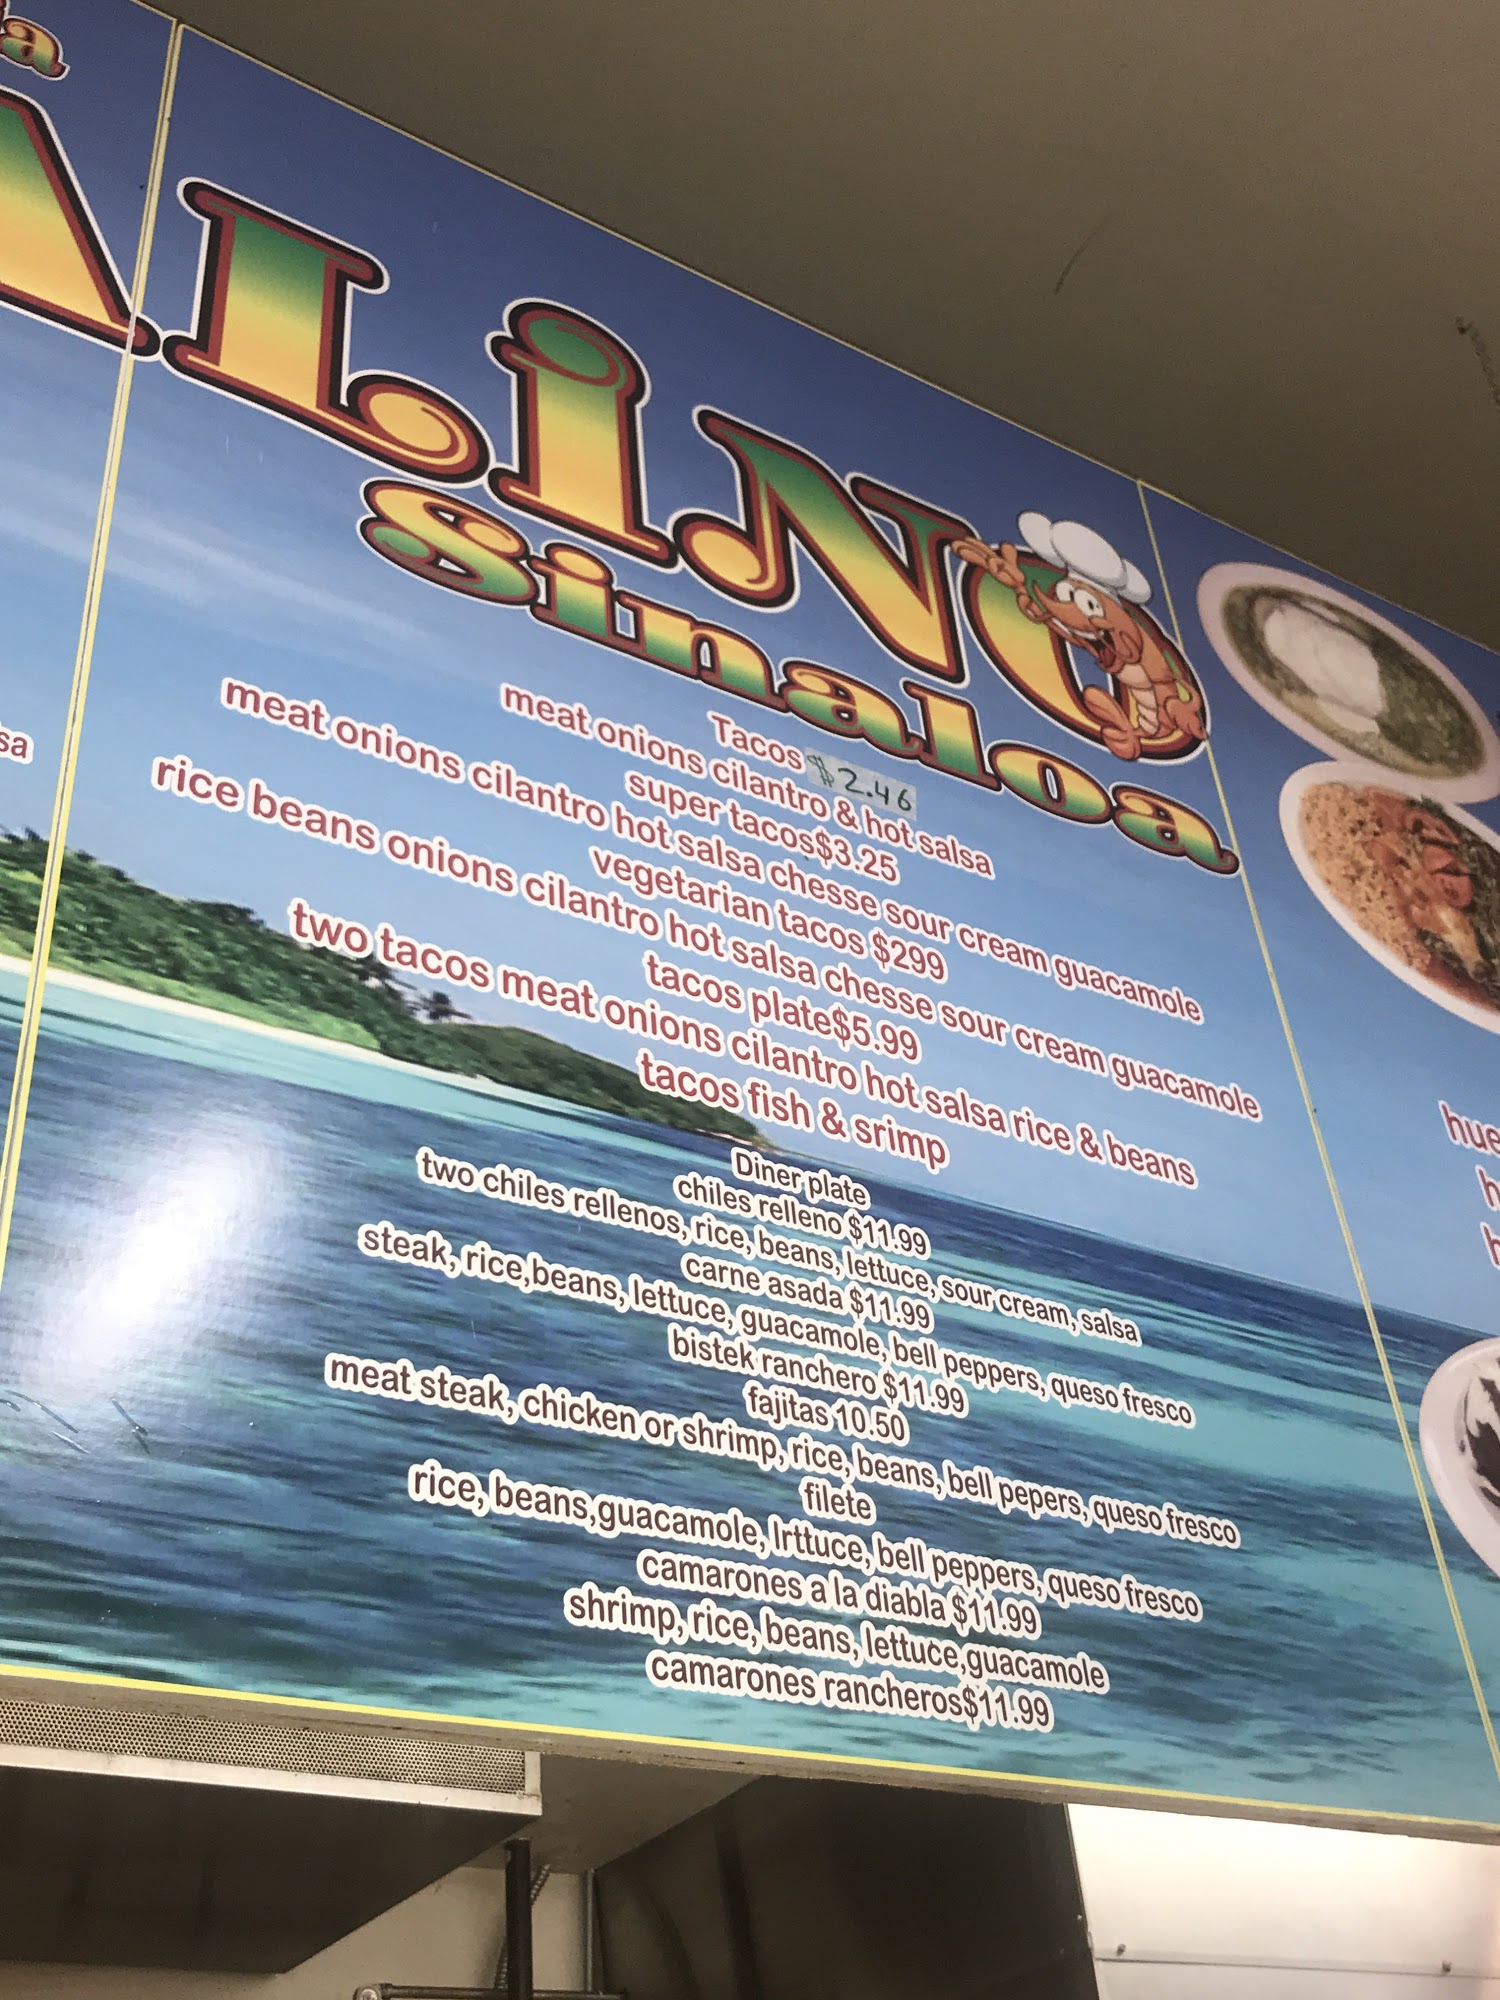 ALiNO
Sinaloa
Tacos $2.46
meat onions cilantro & hot salsa
super tacos$3.25
meat onions cilantro hot salsa chesse sour cream guacamole
vegetarian tacos $299
rice beans onions cilantro hot salsa chesse sour cream guacamole
tacos plate$5.99
two tacos meat onions cilantro hot salsa rice & beans
tacos fish & srimp
Diner plate
chiles relleno $11.99
two chiles rellenos, rice, beans, lettuce, sour cream, salsa
carne asada $11.99
steak, rice,beans, lettuce, guacamole, bell peppers, queso fresco
bistek ranchero $11.99
fajitas 10.50
meat steak, chicken or shrimp, rice, beans, bell pepers, queso fresco
filete
rice, beans,guacamole, lrttuce, bell peppers, queso fresco
camarones a la diabla $11.99
shrimp, rice, beans, lettuce,guacamole
camarones rancheros$11.99